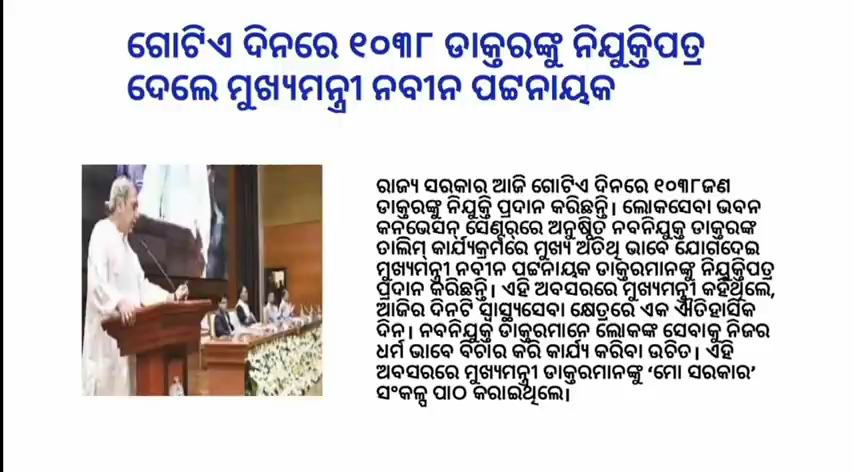 ଗୋଟିଏ ଦିନରେ ୧୦୩୮ ଡାକ୍ତରଙ୍କୁ ନିଯୁକ୍ତିପତ୍ର
ଦେଲେ ମୁଖ୍ୟମନ୍ତ୍ରୀ ନବୀନ ପଟ୍ଟନାୟକ
ରାଜ୍ୟ ସରକାର ଆଜି ଗୋଟିଏ ଦିନରେ ୧୦୩୮ଜଣ
ଡାକ୍ତରଙ୍କୁ ନିଯୁକ୍ତି ପ୍ରଦାନ କରିଛନ୍ତି। ଲୋକସେବା ଭବନ
କନଭେସନ୍ ସେଣ୍ଟର୍‌ରେ ଅନୁଷ୍ଠିତ ନବନିଯୁକ୍ତ ଡାକ୍ତରଙ୍କ
ତାଲିମ୍ କାର୍ଯ୍ୟକ୍ରମରେ ମୁଖ୍ୟ ଅତିଥି ଭାବେ ଯୋଗଦେଇ
ମୁଖ୍ୟମନ୍ତ୍ରୀ ନବୀନ ପଟ୍ଟନାୟକ ଡାକ୍ତରମାନଙ୍କୁ ନିଯୁକ୍ତିପତ୍ର
ପ୍ରଦାନ କରିଛନ୍ତି। ଏହି ଅବସରରେ ମୁଖ୍ୟମନ୍ତ୍ରୀ କହିଥିଲେ,
ଆଜିର ଦିନଟି ସ୍ୱାସ୍ଥ୍ୟସେବା କ୍ଷେତ୍ରରେ ଏକ ଐତିହାସିକ
ଦିନ। ନବନିଯୁକ୍ତ ଡାକ୍ତରମାନେ ଲୋକଙ୍କ ସେବାକୁ ନିଜର
ଧର୍ମ ଭାବେ ବିଚାର କରି କାର୍ଯ୍ୟ କରିବା ଉଚିତ। ଏହି
ଅବସରରେ ମୁଖ୍ୟମନ୍ତ୍ରୀ ଡାକ୍ତରମାନଙ୍କୁ ‘ମୋ ସରକାର’
ସଂକଳ୍ପ ପାଠ କରାଇଥିଲେ।